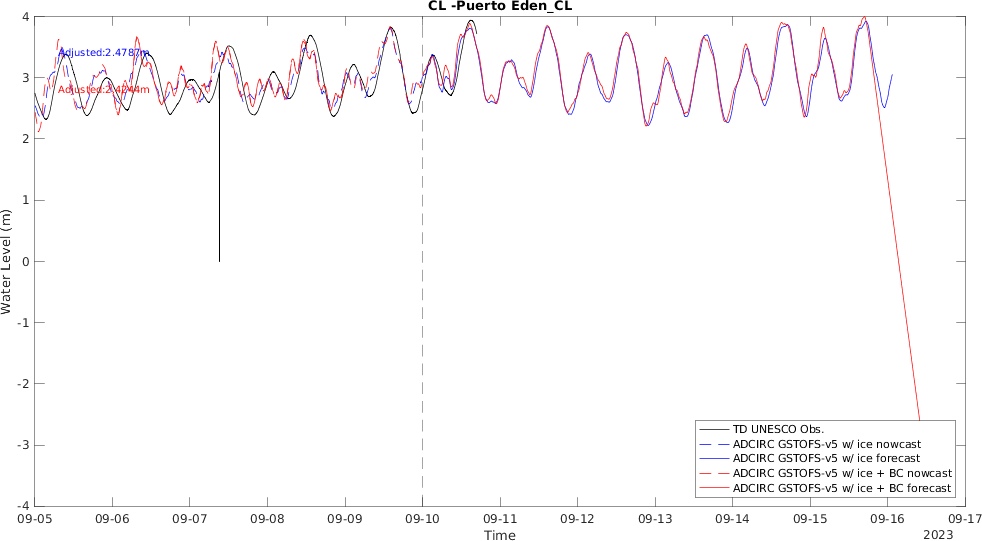 CL -Puerto Eden_CL
4
3
2
1
0
-1
-2
-3
-4
Water Level (m)
Adjusted:2.4787m
Adjusted:2.4244m
TD UNESCO Obs.
ADCIRC GSTOFS-v5 w/ ice nowcast
ADCIRC GSTOFS-v5 w/ ice forecast
ADCIRC GSTOFS-v5 w/ ice + BC nowcast
ADCIRC GSTOFS-v5 w/ ice + BC forecast
09-05 09-06 09-07 09-08 09-09 09-10 09-11 09-12 09-13 09-14 09-15 09-16 09-17
Time
2023